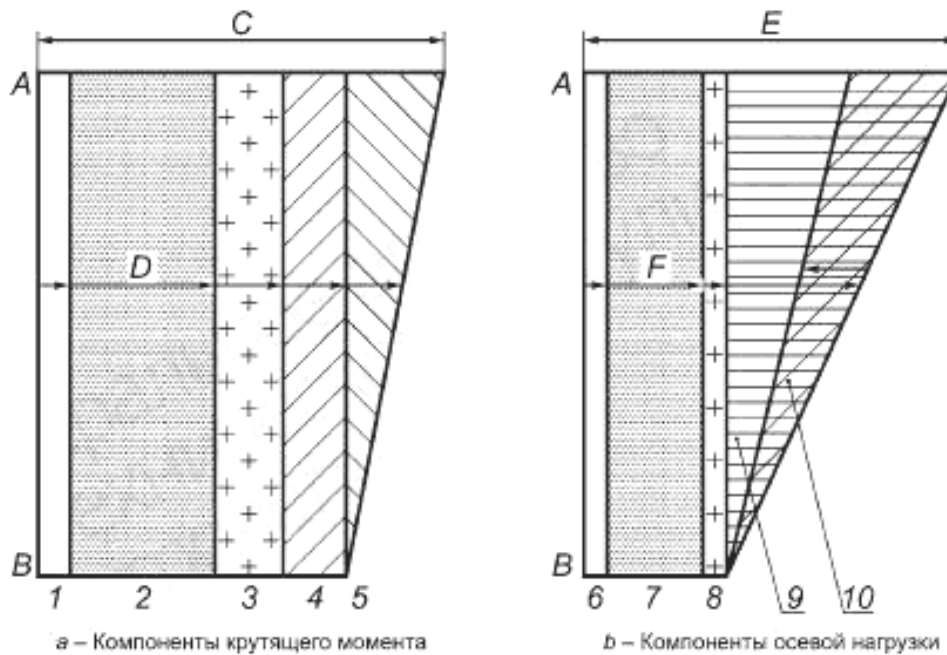 C
E
A
A
D
F
B
B
1 2 3 4 5
6 7 8 9 10
а – Компоненты крутящего момента
b – Компоненты осевой нагрузки